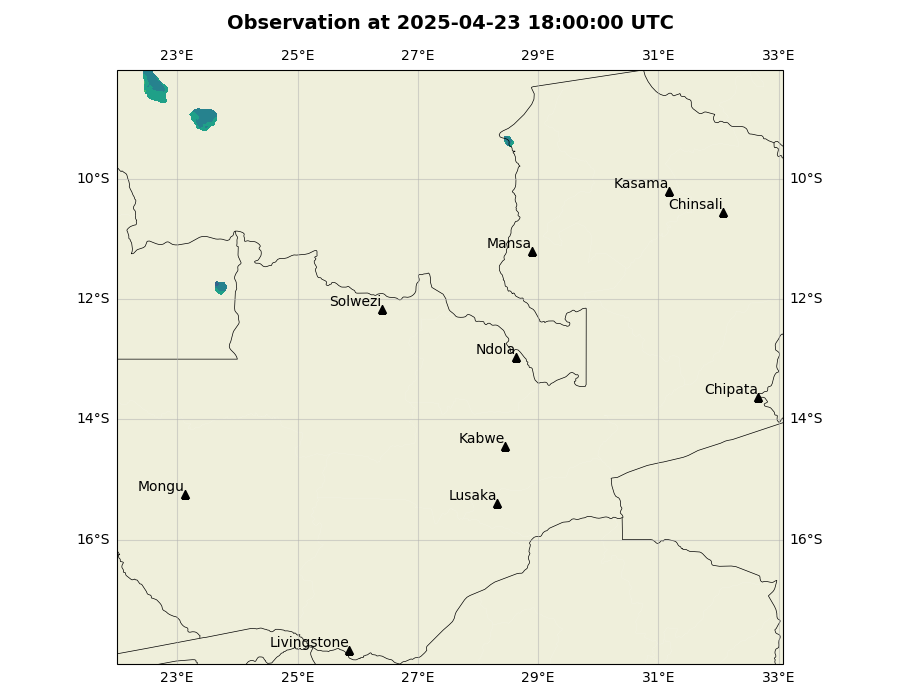 Observation at 2025-04-23 18:00:00 UTC
23°E 25°E 27°E 29°E 31°E 33°E
10°S 10°S
Kasama
Chinsali
Mansa
12°S 12°S
Solwezi
Ndola
Chipata
14°S 14°S
Kabwe
Mongu
Lusaka
16°S 16°S
Livingstone
23°E 25°E 27°E 29°E 31°E 33°E